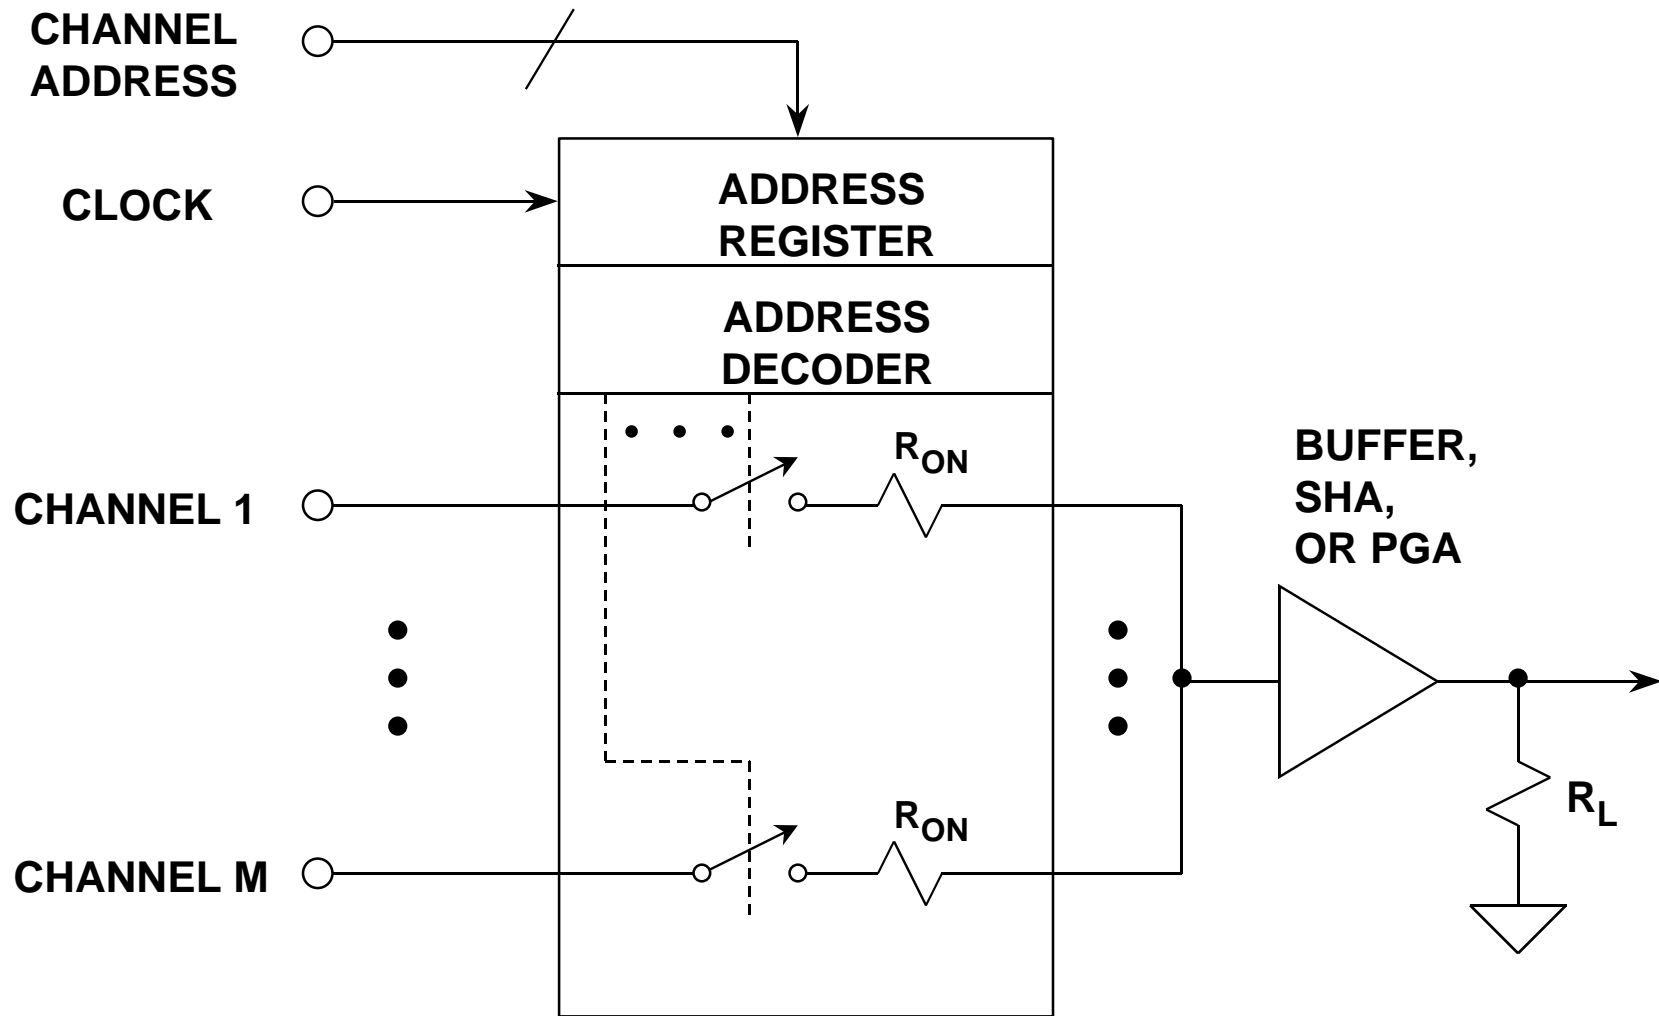 CHANNEL
ADDRESS
CLOCK
ADDRESS
REGISTER
ADDRESS
DECODER
RON
CHANNEL 1
BUFFER,
SHA,
OR PGA
RON
CHANNEL M
RL